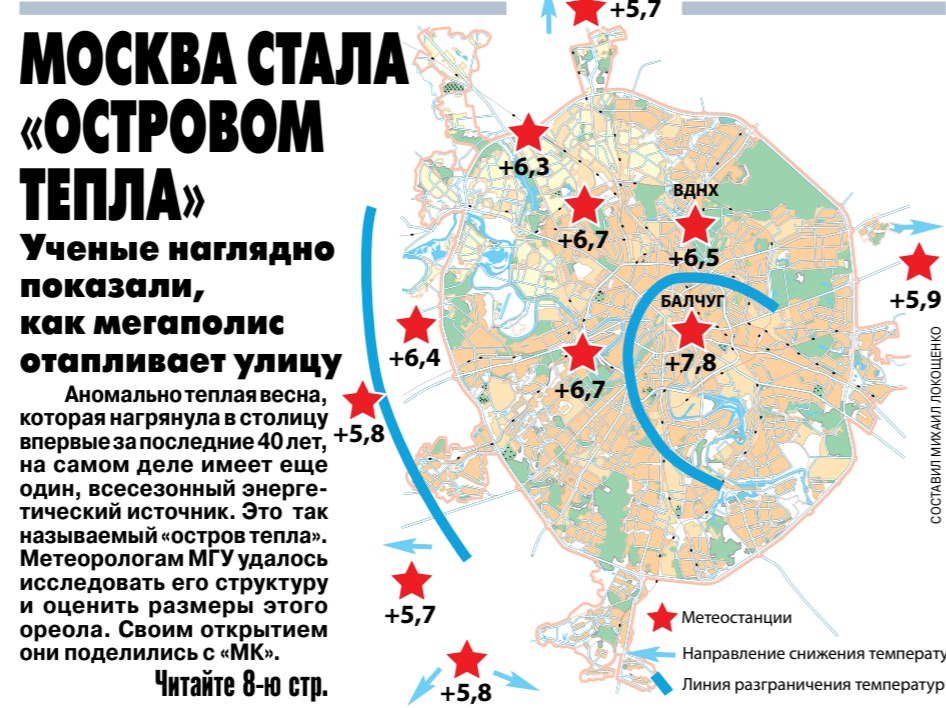 МОСКВА СТАЛА
«ОСТРОВОМ
ТЕПЛА»
Ученые наглядно
показали,
как мегаполис
отапливает улицу
Аномально теплая весна,
которая нагрянула в столицу
впервые за последние 40 лет,
на самом деле имеет еще
один, всесезонный энерге-
тический источник. Это так
называемый «остров тепла».
Метеорологам МГУ удалось
исследовать его структуру
и оценить размеры этого
ореола. Своим открытием
они поделились с «МК».
Читайте 8-ю стр.
+5,7
+6,3
+6,7
ВДНХ
+6,5
+5,9
БАЛЧУГ
+7,8
+6,4
+6,7
+5,8
+5,7
+5,8
Метеостанции
Направление снижения температу
Линия разграничения температур
СОСТАВИЛ МИХАИЛ ЛОКОЩЕНКО